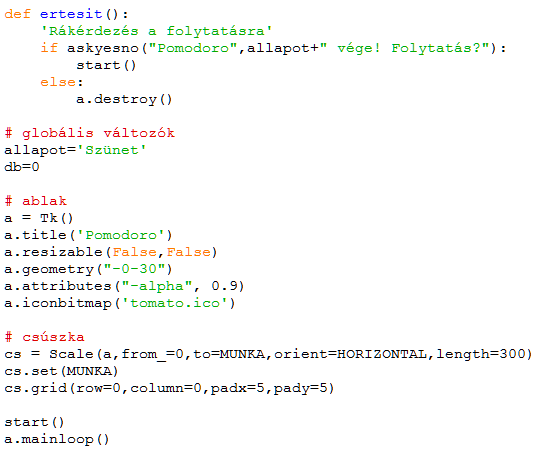 def ertesit():
    'Rákérdezés a folytatásra'
    if askyesno("Pomodoro",allapot+" vége! Folytatás?"):
        start()
    else:
        a.destroy()

# globális változók
allapot='Szünet'
db=0

# ablak
a = Tk()
a.title('Pomodoro')
a.resizable(False,False)
a.geometry("-0-30")
a.attributes("-alpha", 0.9)
a.iconbitmap('tomato.ico')

# csúszka
cs = Scale(a,from_=0,to=MUNKA,orient=HORIZONTAL,length=300)
cs.set(MUNKA)
cs.grid(row=0,column=0,padx=5,pady=5)

start()
a.mainloop()